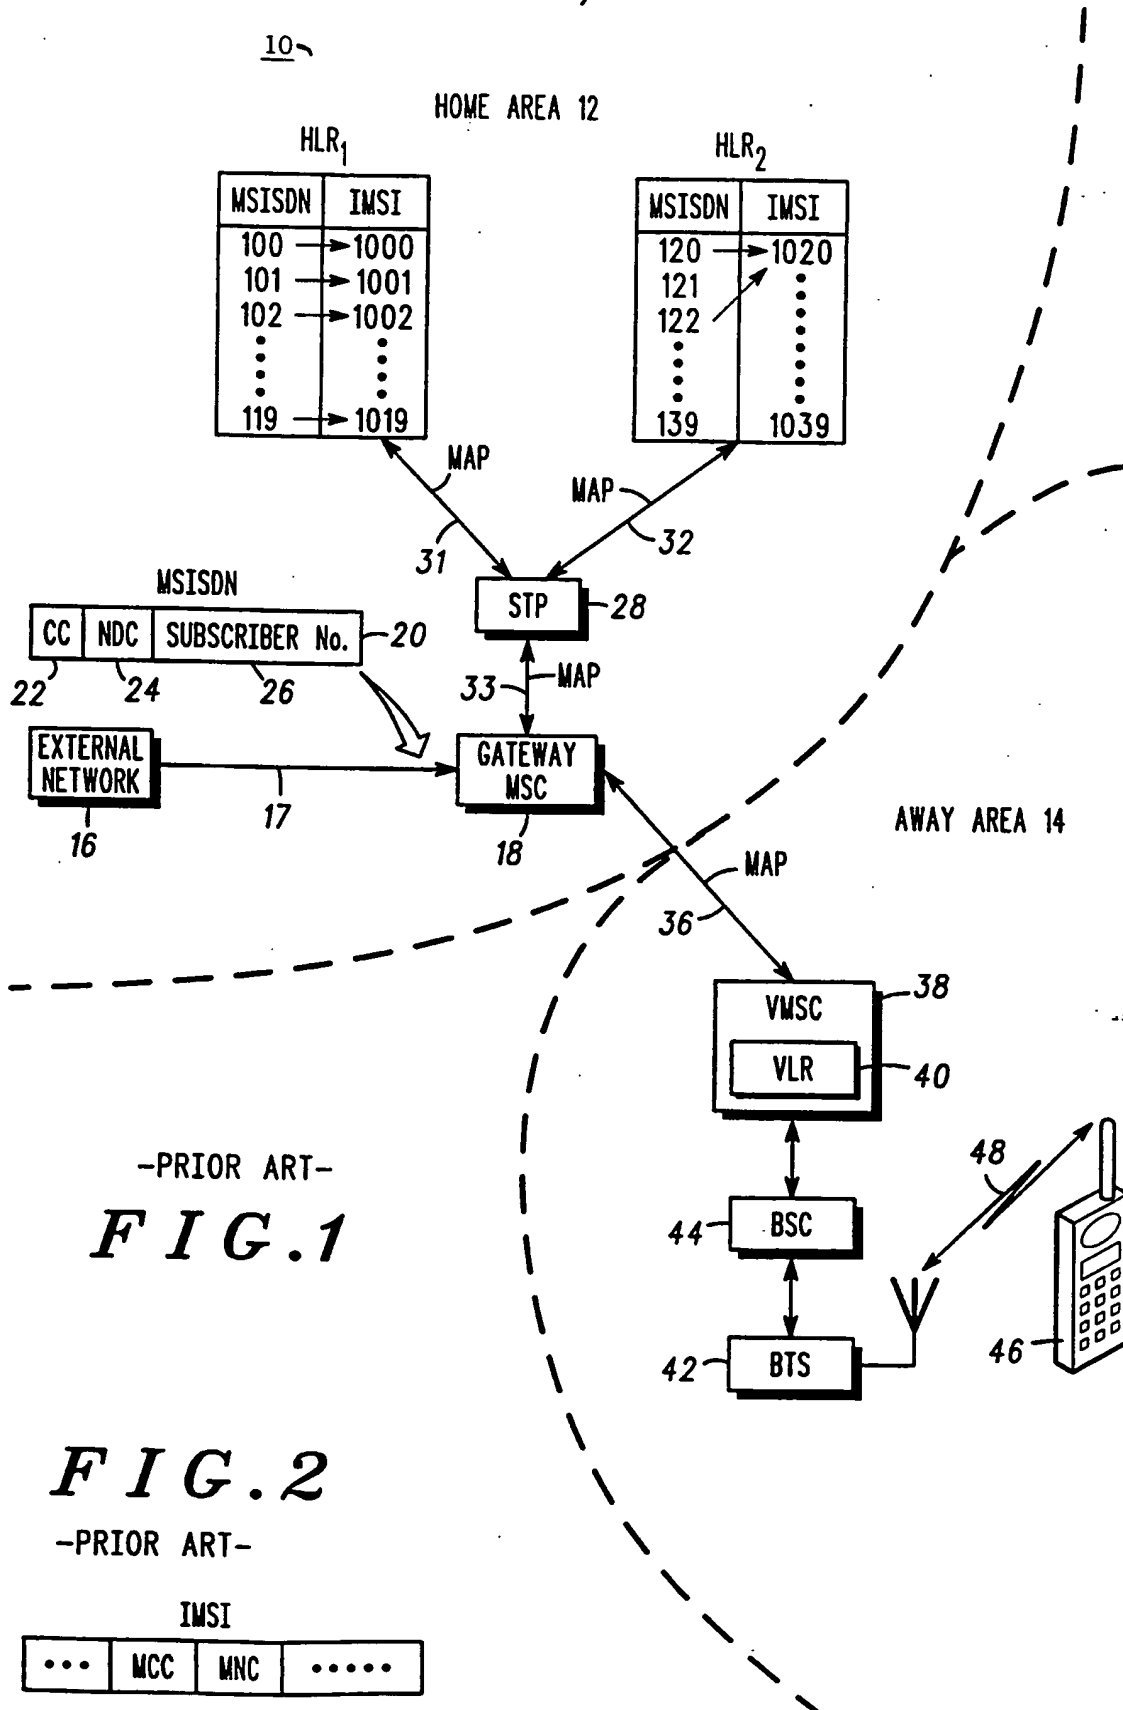 10
HOME AREA 12
HLR1
HLR2
MSISDN IMSI
100 1000
101 1001
102 1002
119 1019
MSISDN IMSI
120 1020
121
122
139 1039
MAP
MAP
31
32
MSISDN
STP
28
CC NDC SUBSCRIBER No.
20
22
24
26
33
MAP
EXTERNAL
NETWORK
GATEWAY
MSC
17
16
18
AWAY AREA 14
MAP
36
VMSC
38
VLR
40
-PRIOR ART-
FIG.1
48
44
BSC
42
BTS
46
FIG.2
-PRIOR ART-
IMSI
••• MCC MNC •••••